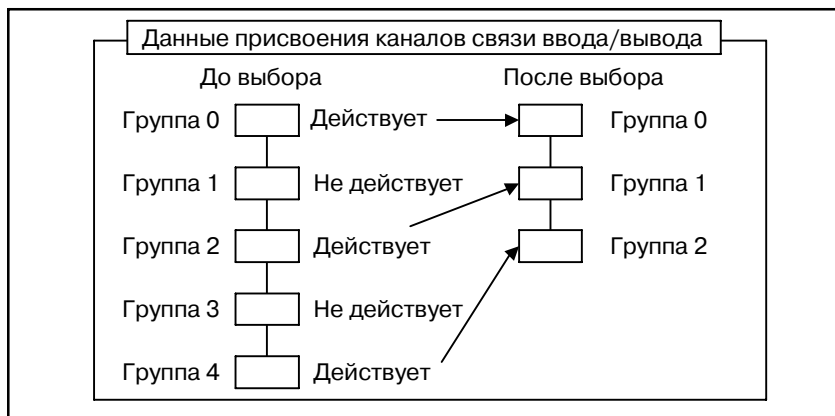 Данные присвоения каналов связи ввода/вывода
До выбора После выбора
Группа 0 Действует Группа 0
Группа 1 Не действует Группа 1
Группа 2 Действует Группа 2
Группа 3 Не действует
Группа 4 Действует